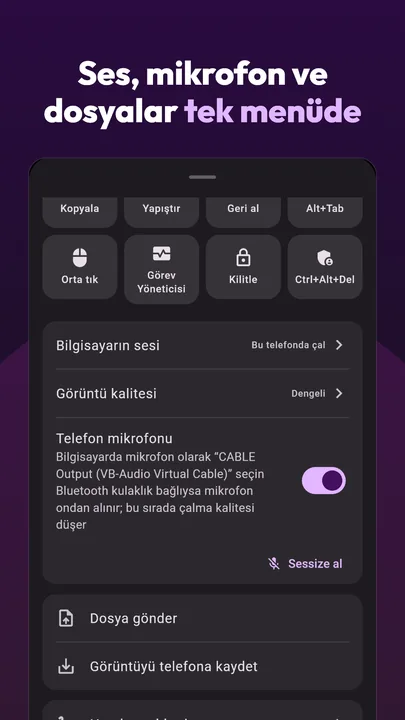 Ses, mikrofon ve
dosyalar tek menüde
Kopyala
Yapıştır
Geri al
Alt+Tab
Orta tık
Görev
Yöneticisi
Kilitle
Ctrl+Alt+Del
Bilgisayarın sesi
Bu telefonda çal
Görüntü kalitesi
Dengeli
Telefon mikrofonu
Bilgisayarda mikrofon olarak “CABLE
Output (VB-Audio Virtual Cable)” seçin
Bluetooth kulaklık bağlıysa mikrofon
ondan alınır; bu sırada çalma kalitesi
düşer
Sessize al
Dosya gönder
Görüntüyü telefona kaydet